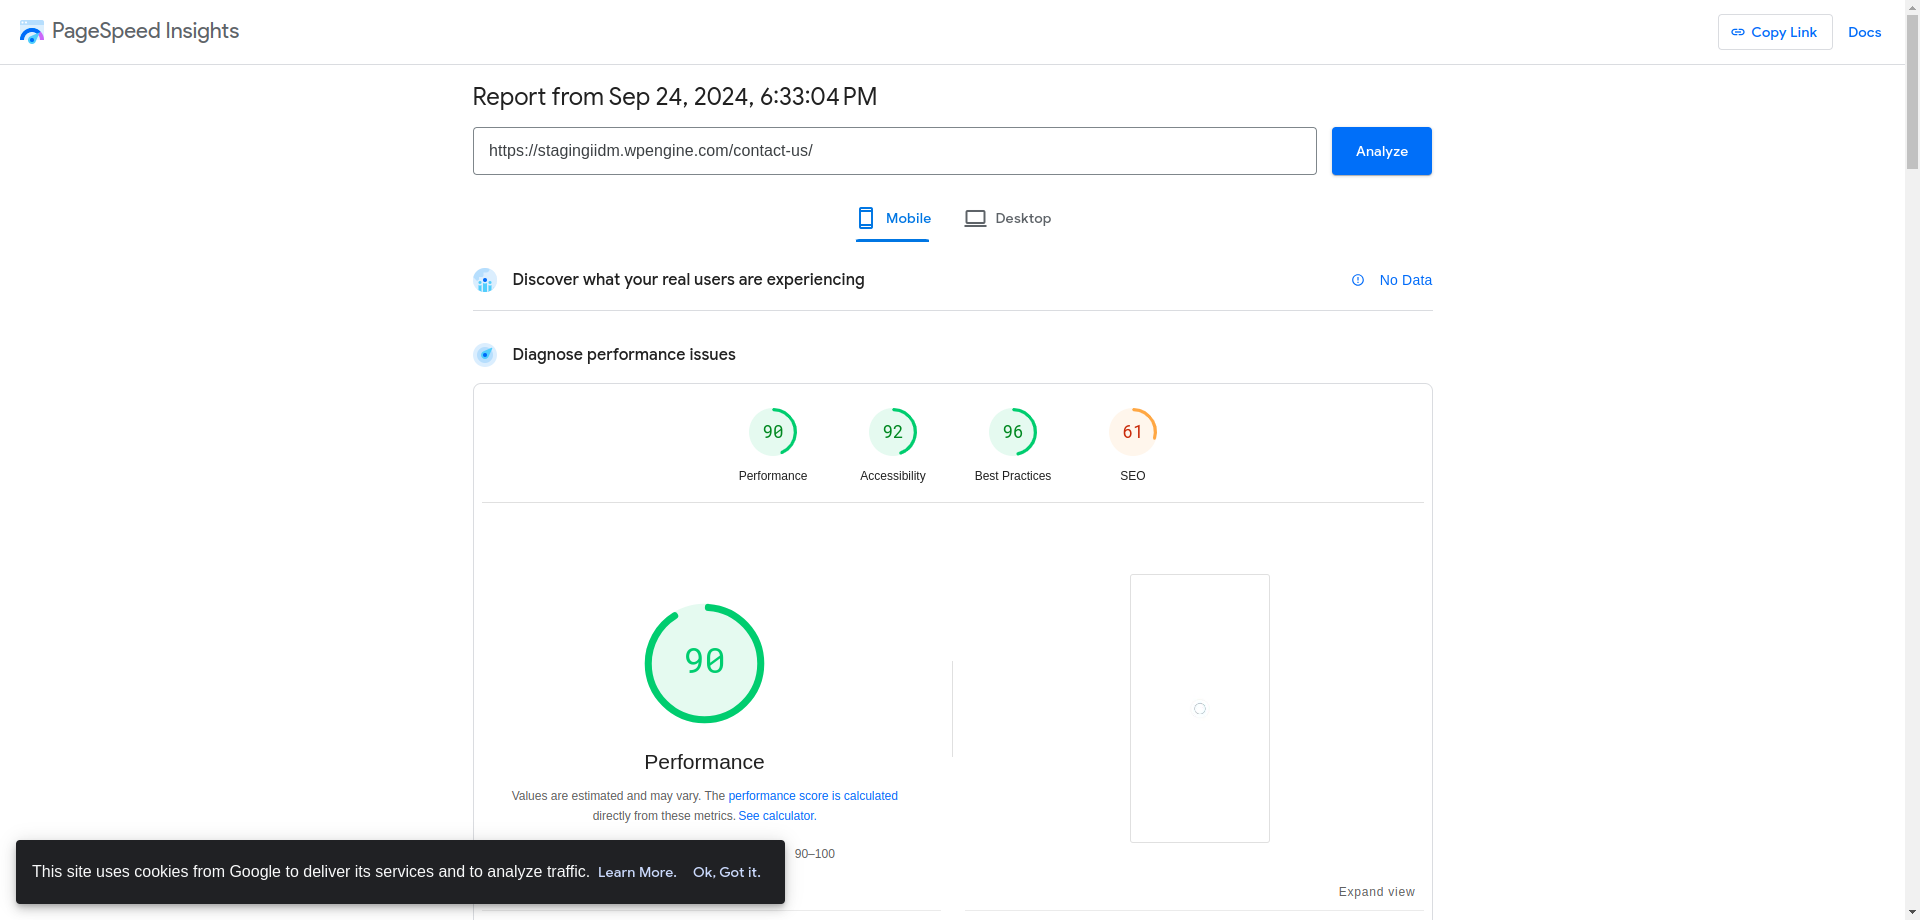 PageSpeed Insights
Copy Link
Docs
Report from Sep 24, 2024, 6:33:04 PM
https://stagingiidm.wpengine.com/contact-us/
Analyze
Mobile
Desktop
Discover what your real users are experiencing
No Data
Diagnose performance issues
90
92
96
61
Performance
Accessibility
Best Practices
SEO
90
Performance
Values are estimated and may vary. The performance score is calculated
directly from these metrics. See calculator.
90–100
This site uses cookies from Google to deliver its services and to analyze traffic. Learn More. Ok, Got it.
Expand view